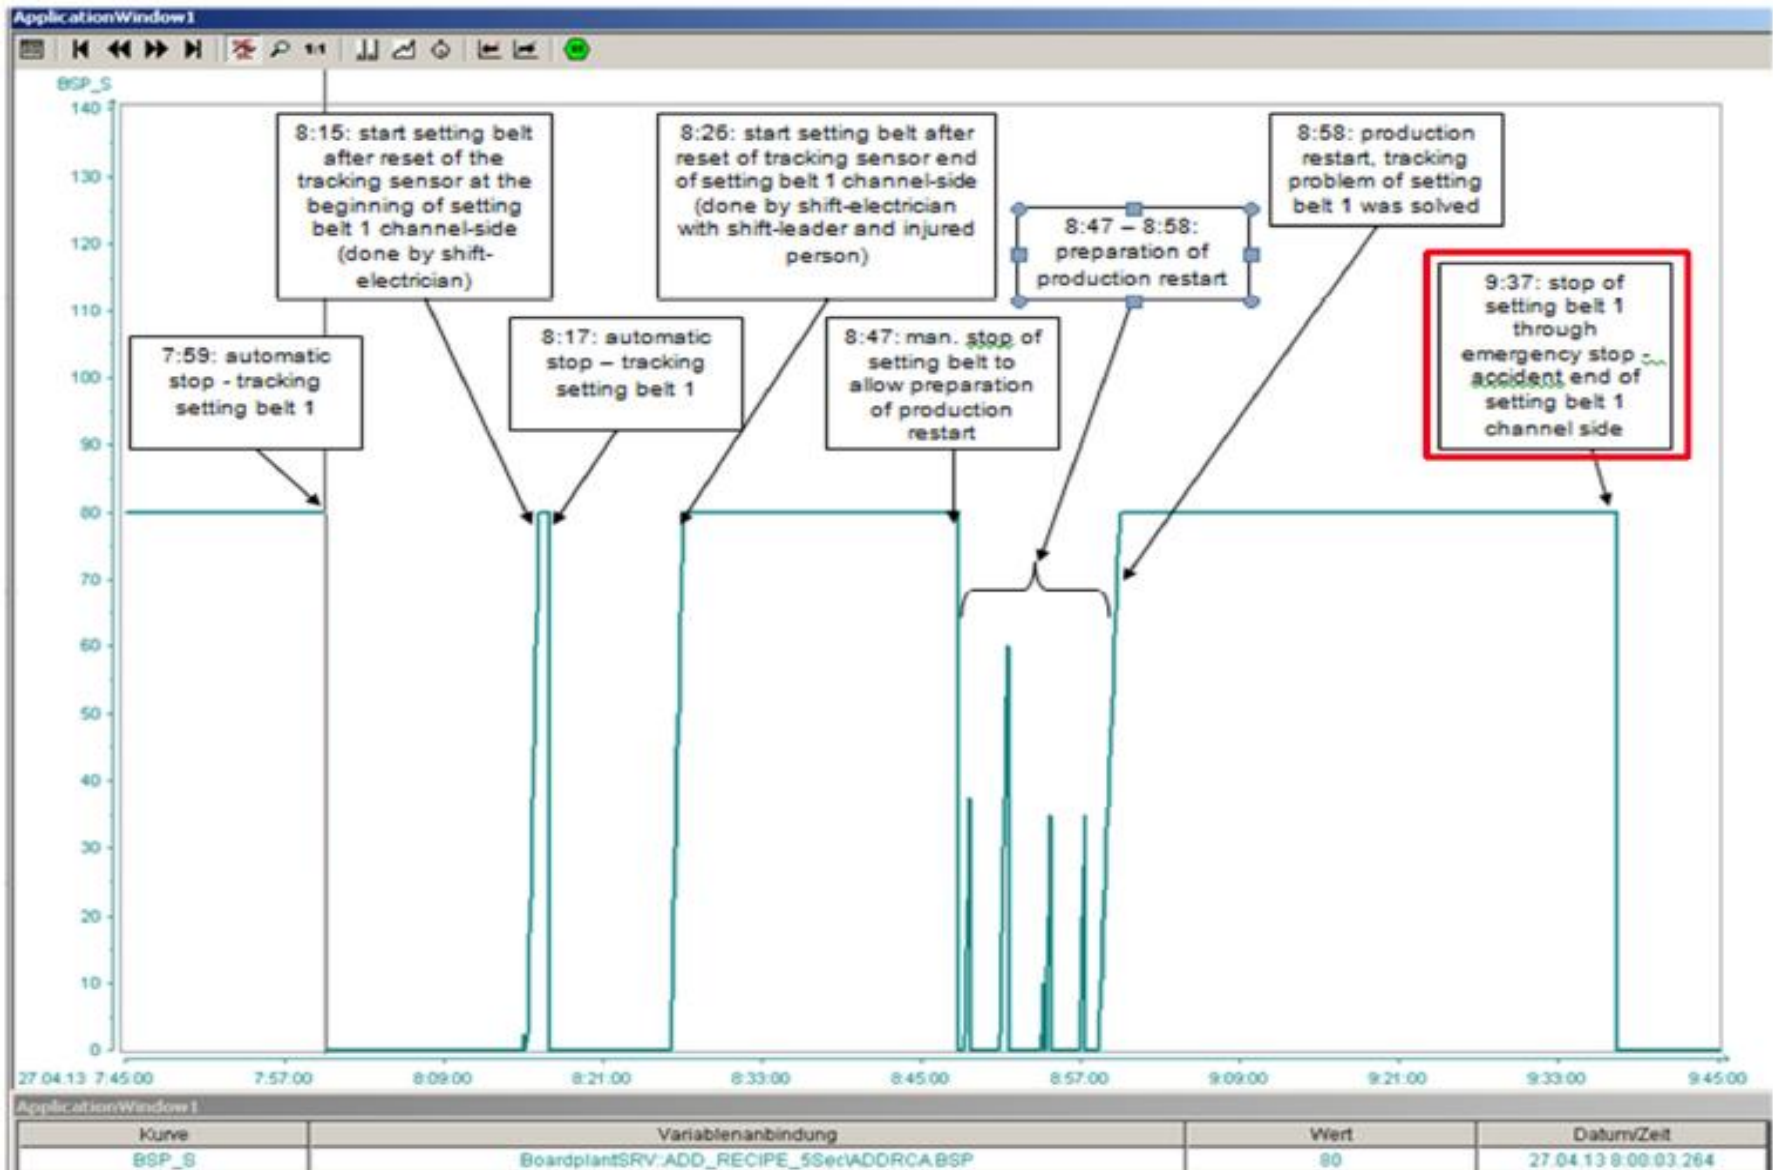 ApplicationWindow1
1:1
BSP_S
140
130
120
110
100
90
80
70
60
50
40
30
20
10
0
7:59: automatic
stop - tracking
setting belt 1
8:15: start setting belt
after reset of the
tracking sensor at the
beginning of setting
belt 1 channel-side
(done by shift-
electrician)
8:17: automatic
stop – tracking
setting belt 1
8:26: start setting belt after
reset of tracking sensor end
of setting belt 1 channel-side
(done by shift-electrician
with shift-leader and injured
person)
8:47: man. stop of
setting belt to
allow preparation
of production
restart
8:47 – 8:58:
preparation of
production restart
8:58: production
restart, tracking
problem of setting
belt 1 was solved
9:37: stop of
setting belt 1
through
emergency stop -
accident end of
setting belt 1
channel side
27.04.13 7:45:00 7:57:00 8:09:00 8:21:00 8:33:00 8:45:00 8:57:00 9:09:00 9:21:00 9:33:00 9:45:00
ApplicationWindow1
Kurve Variablenanbindung Wert Datum/Zeit
BSP_S BoardplantSRV::ADD_RECIPE_5Sec\ADDRCA.BSP 80 27.04.13 8:00:03.264